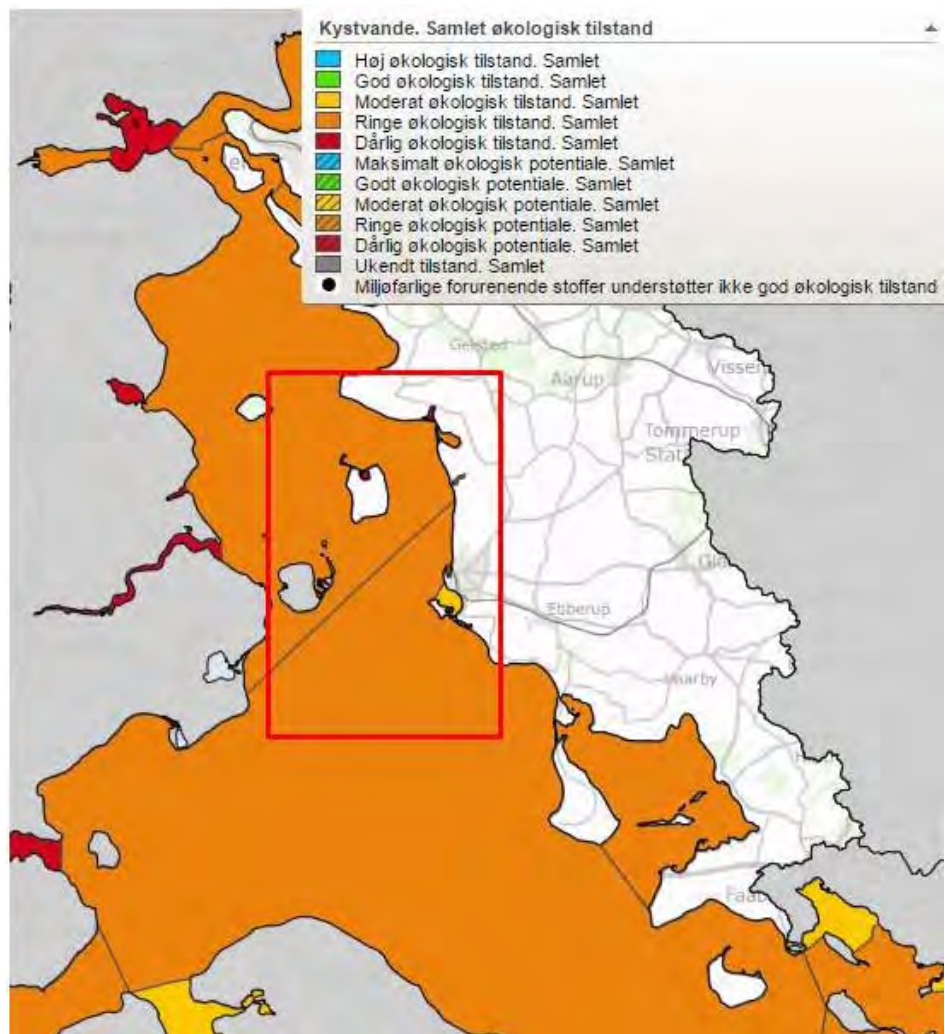 Kystvande. Samlet økologisk tilstand
Høj økologisk tilstand. Samlet
God økologisk tilstand. Samlet
Moderat økologisk tilstand. Samlet
Ringe økologisk tilstand. Samlet
Dårlig økologisk tilstand. Samlet
Maksimalt økologisk potentiale. Samlet
Godt økologisk potentiale. Samlet
Moderat økologisk potentiale. Samlet
Ringe økologisk potentiale. Samlet
Dårlig økologisk potentiale. Samlet
Ukendt tilstand. Samlet
Miljøfarlige forurenende stoffer understøtter ikke god økologisk tilstand
Gelsted
Aarup
Visse
Tommerup
Stat
Glo
Ebberup
Faab